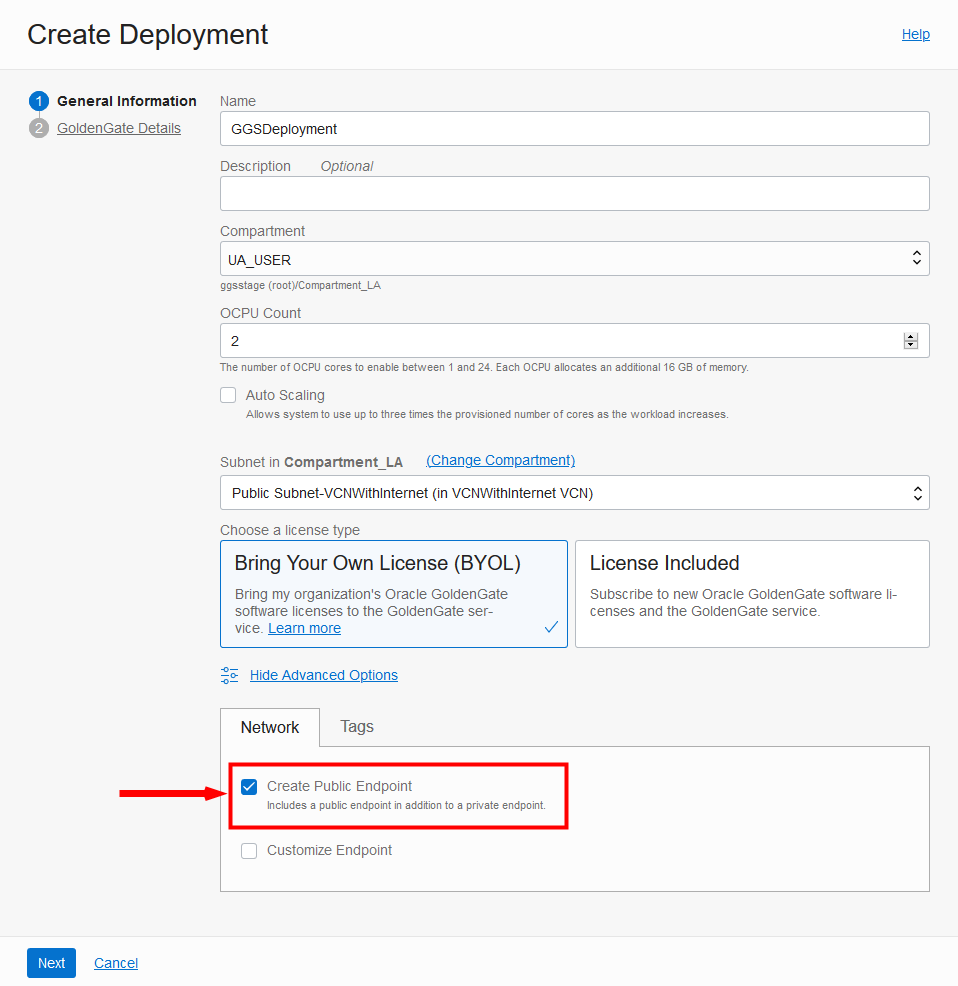 Create Deployment
Help
1 General Information
2 GoldenGate Details
Name
GGSDeployment
Description Optional
Compartment
UA_USER
ggsstage (root)/Compartment_LA
OCPU Count
2
The number of OCPU cores to enable between 1 and 24. Each OCPU allocates an additional 16 GB of memory.
Auto Scaling
Allows system to use up to three times the provisioned number of cores as the workload increases.
Subnet in Compartment_LA (Change Compartment)
Public Subnet-VCNWithInternet (in VCNWithInternet VCN)
Choose a license type
Bring Your Own License (BYOL)
Bring my organization's Oracle GoldenGate
software licenses to the GoldenGate ser-
vice. Learn more
License Included
Subscribe to new Oracle GoldenGate software li-
censes and the GoldenGate service.
Hide Advanced Options
Network Tags
Create Public Endpoint
Includes a public endpoint in addition to a private endpoint.
Customize Endpoint
Next Cancel